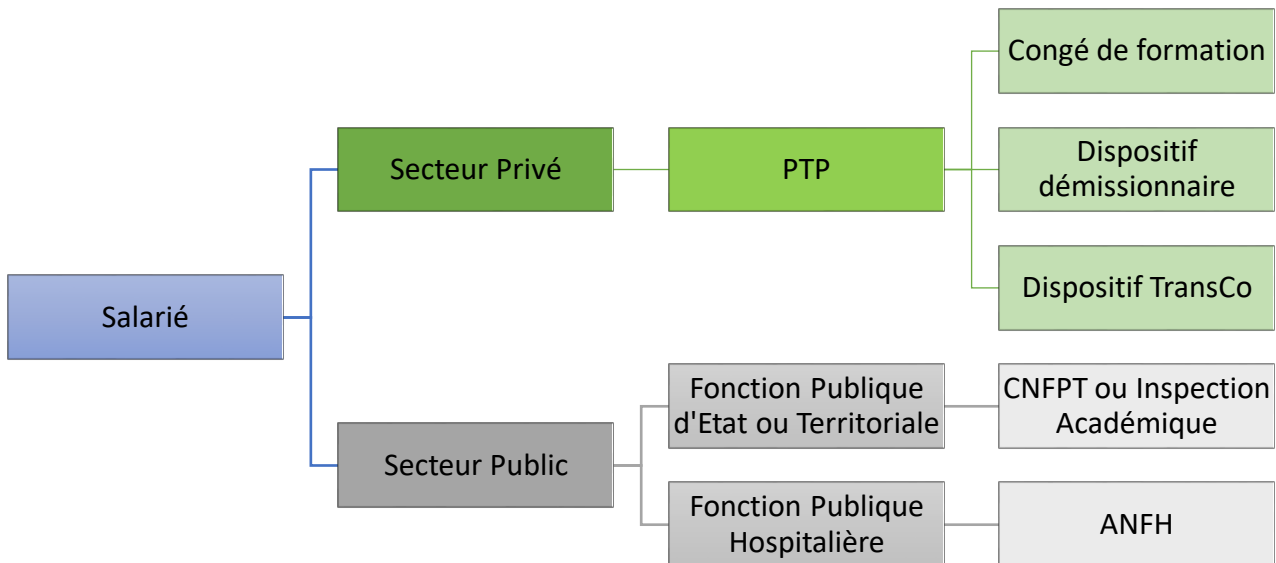 Congé de formation
Secteur Privé
PTP
Dispositif
démissionnaire
Dispositif TransCo
Salarié
Fonction Publique
d'Etat ou Territoriale
CNFPT ou Inspection
Académique
Secteur Public
Fonction Publique
Hospitalière
ANFH